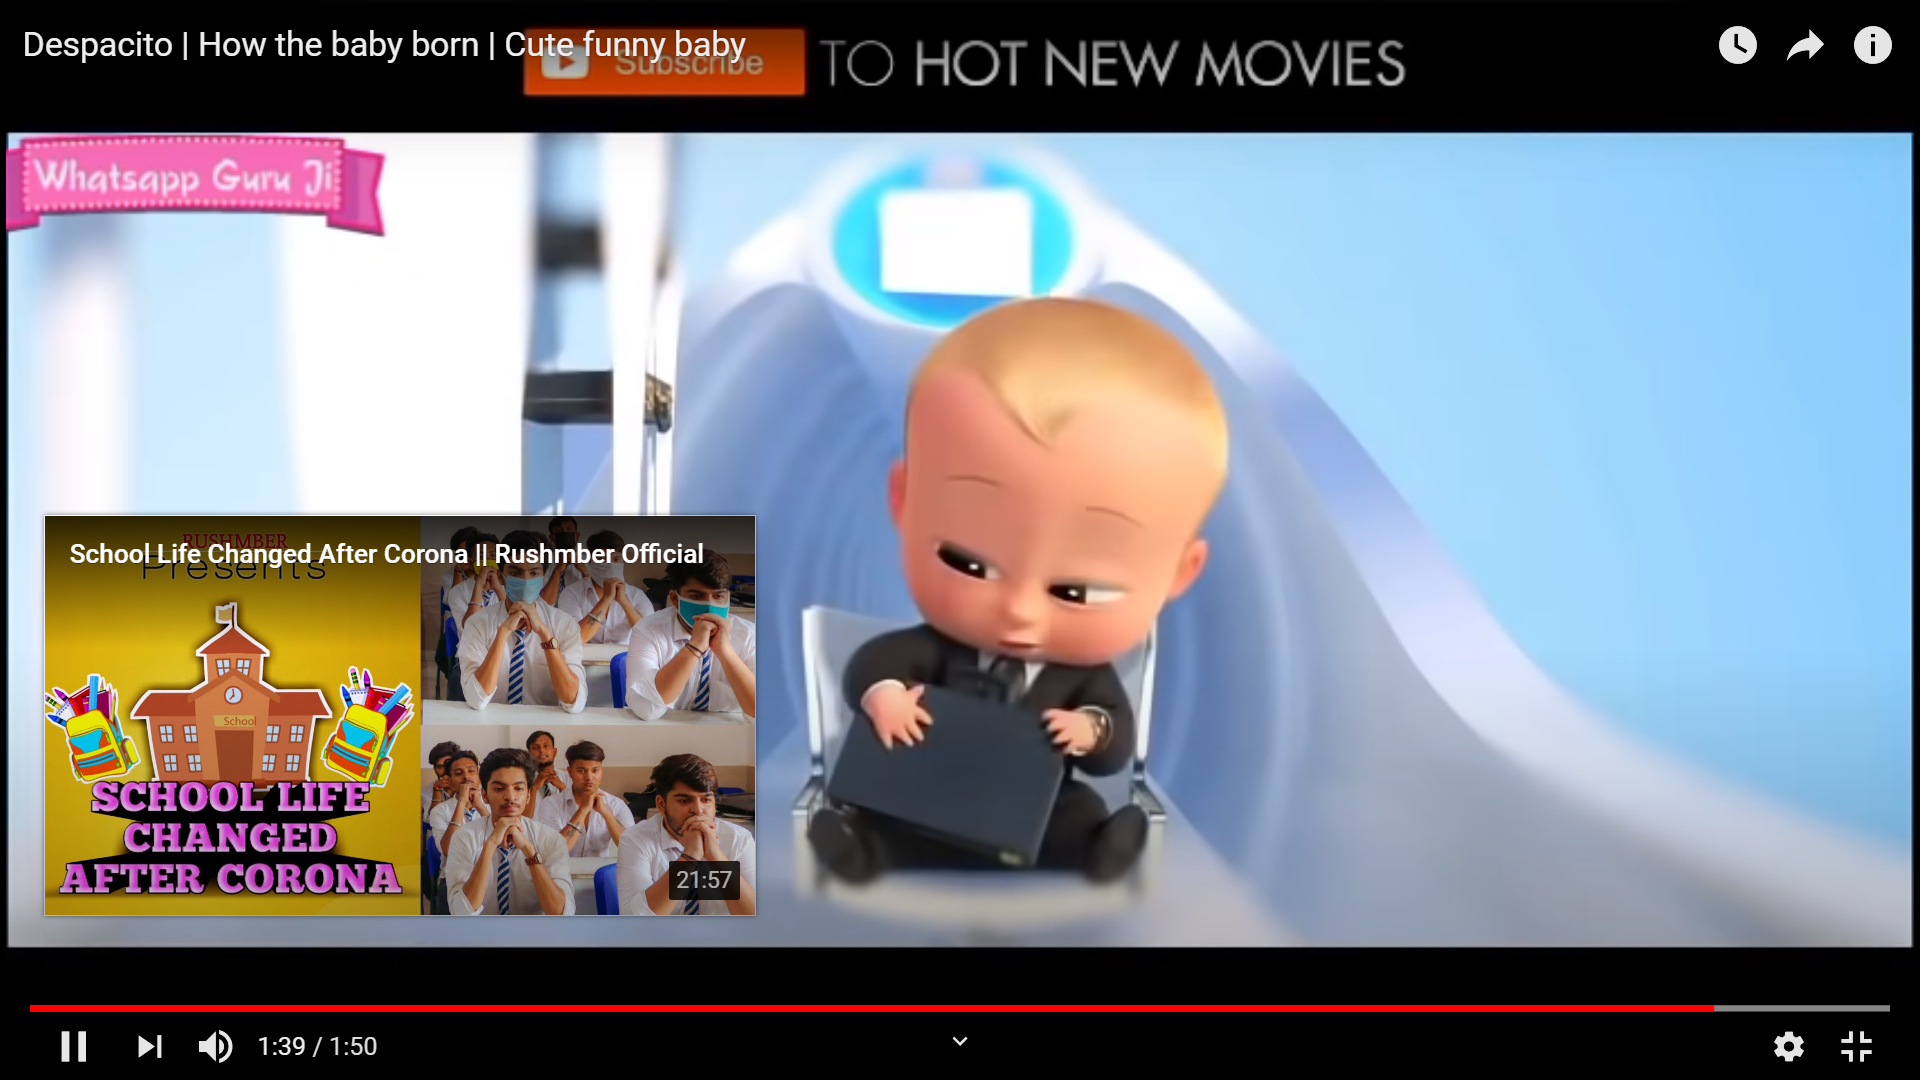 Despacito | How the baby born | Cute funny baby
Subscribe TO HOT NEW MOVIES
Whatsapp Guru Ji
School Life Changed After Corona || Rushmber Official
RUSHMBER
Presents
School
SCHOOL LIFE
CHANGED
AFTER CORONA
21:57
1:39 / 1:50